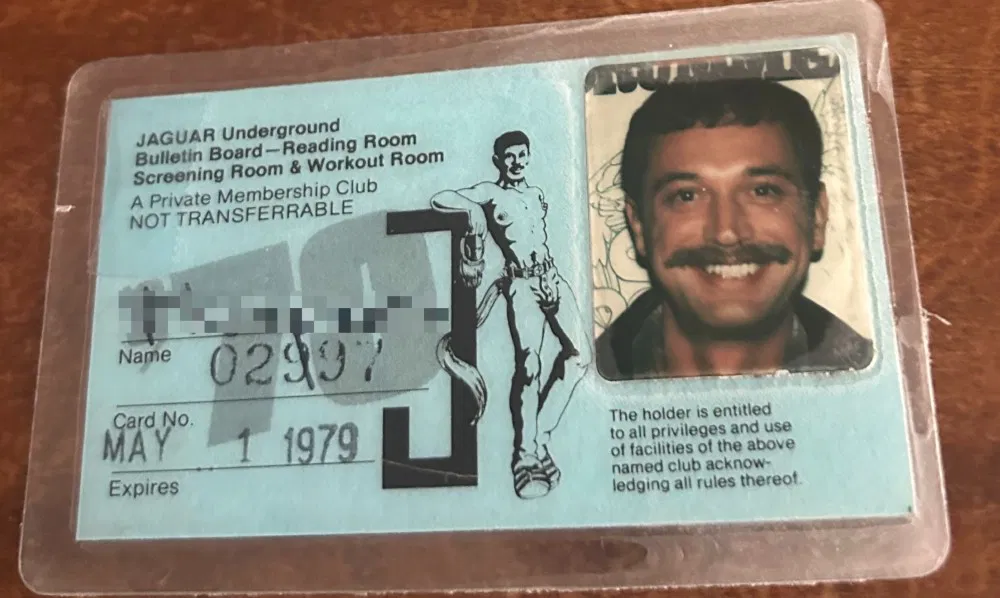 JAGUAR Underground
Bulletin Board—Reading Room
Screening Room & Workout Room
A Private Membership Club
NOT TRANSFERRABLE
Name
02997
Card No.
MAY 1 1979
Expires
J
The holder is entitled
to all privileges and use
of facilities of the above
named club acknow-
ledging all rules thereof.